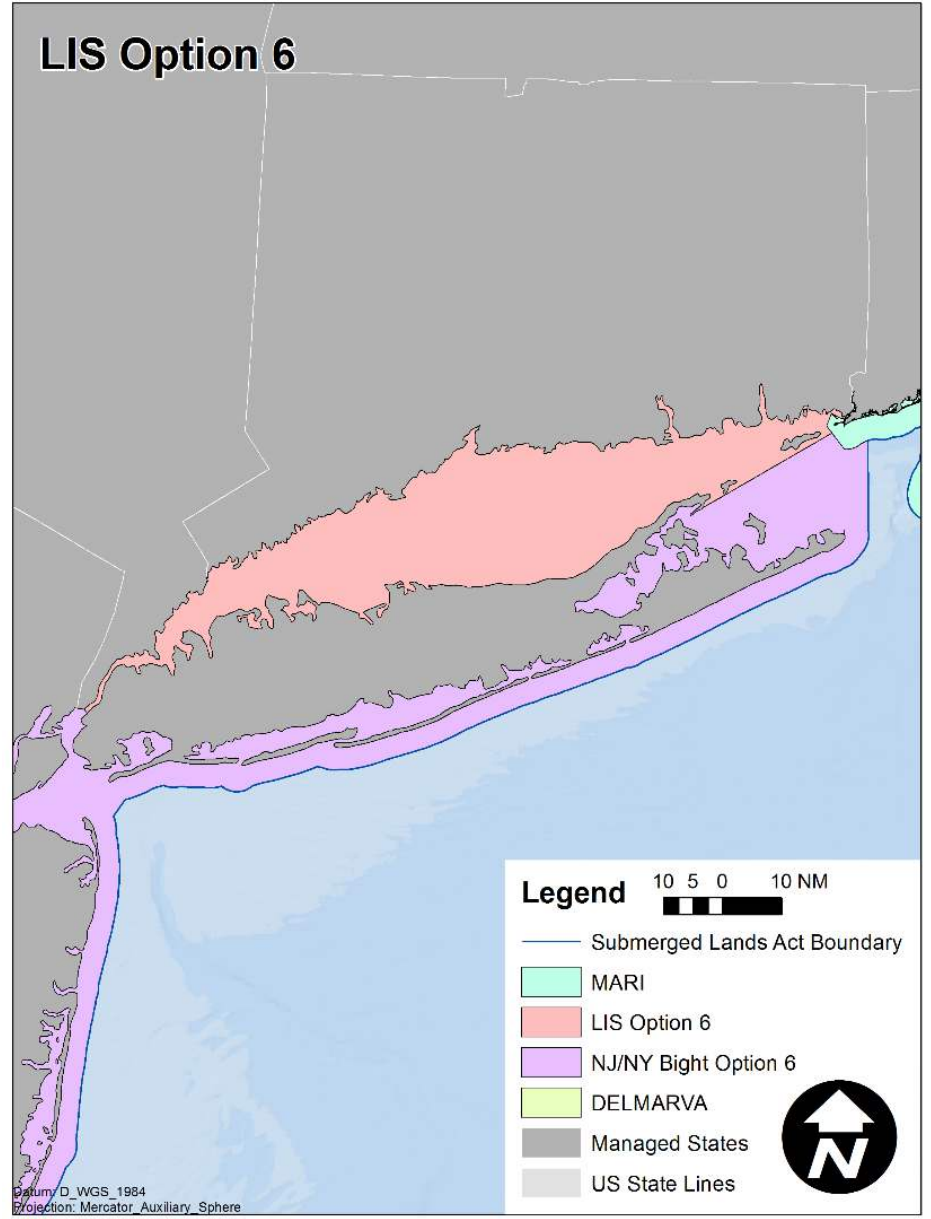 LIS Option 6
Legend
10 5 0 10 NM
Submerged Lands Act Boundary
MARI
LIS Option 6
NJ/NY Bight Option 6
DELMARVA
Managed States
US State Lines
N
Datum: D_WGS_1984
Projection: Mercator_Auxiliary_Sphere